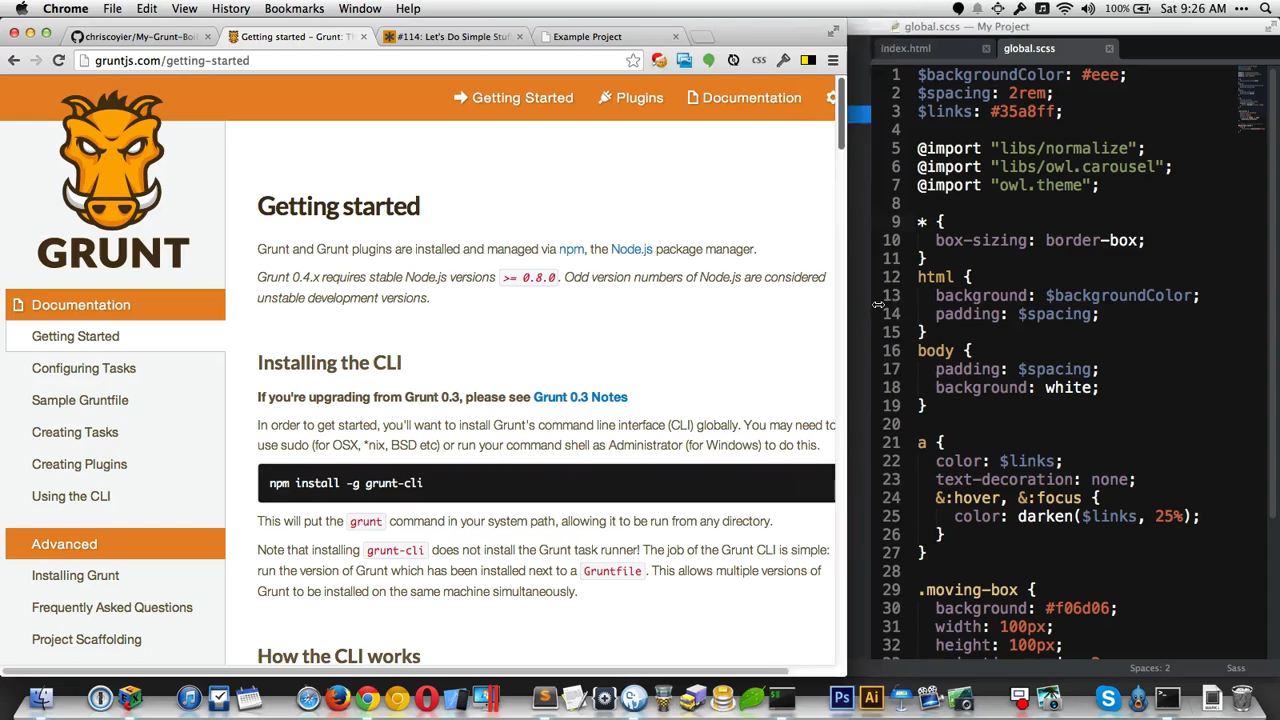 Chrome File Edit View History Bookmarks Window Help
100% Sat 9:26 AM
chriscoyier/My-Grunt-Boil
Getting started – Grunt: Th
#114: Let's Do Simple Stuf
Example Project
gruntjs.com/getting-started
css
Getting Started
Plugins
Documentation
GRUNT
Documentation
Getting Started
Configuring Tasks
Sample Gruntfile
Creating Tasks
Creating Plugins
Using the CLI
Advanced
Installing Grunt
Frequently Asked Questions
Project Scaffolding
Getting started
Grunt and Grunt plugins are installed and managed via npm, the Node.js package manager.
Grunt 0.4.x requires stable Node.js versions >= 0.8.0. Odd version numbers of Node.js are considered
unstable development versions.
Installing the CLI
If you're upgrading from Grunt 0.3, please see Grunt 0.3 Notes
In order to get started, you'll want to install Grunt's command line interface (CLI) globally. You may need to
use sudo (for OSX, *nix, BSD etc) or run your command shell as Administrator (for Windows) to do this.
npm install -g grunt-cli
This will put the grunt command in your system path, allowing it to be run from any directory.
Note that installing grunt-cli does not install the Grunt task runner! The job of the Grunt CLI is simple:
run the version of Grunt which has been installed next to a Gruntfile. This allows multiple versions of
Grunt to be installed on the same machine simultaneously.
How the CLI works
global.scss — My Project
index.html
global.scss
1 $backgroundColor: #eee;
2 $spacing: 2rem;
3 $links: #35a8ff;
4
5 @import "libs/normalize";
6 @import "libs/owl.carousel";
7 @import "owl.theme";
8
9 * {
10 box-sizing: border-box;
11 }
12 html {
13 background: $backgroundColor;
14 padding: $spacing;
15 }
16 body {
17 padding: $spacing;
18 background: white;
19 }
20
21 a {
22 color: $links;
23 text-decoration: none;
24 &:hover, &:focus {
25 color: darken($links, 25%);
26 }
27 }
28
29 .moving-box {
30 background: #f06d06;
31 width: 100px;
32 height: 100px;
Spaces: 2 Sass
Ps
Ai